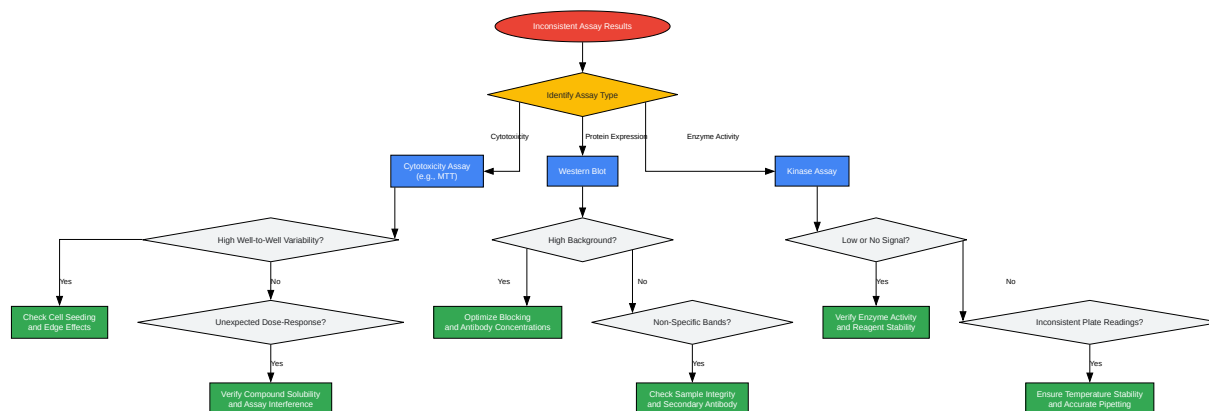 Inconsistent Assay Results
Identify Assay Type
Cytotoxicity
Protein Expression
Enzyme Activity
Cytotoxicity Assay
(e.g., MTT)
Western Blot
Kinase Assay
High Well-to-Well Variability?
High Background?
Low or No Signal?
Yes
No
Yes
No
Yes
No
Check Cell Seeding
and Edge Effects
Unexpected Dose-Response?
Optimize Blocking
and Antibody Concentrations
Non-Specific Bands?
Verify Enzyme Activity
and Reagent Stability
Inconsistent Plate Readings?
Yes
Yes
Yes
Verify Compound Solubility
and Assay Interference
Check Sample Integrity
and Secondary Antibody
Ensure Temperature Stability
and Accurate Pipetting